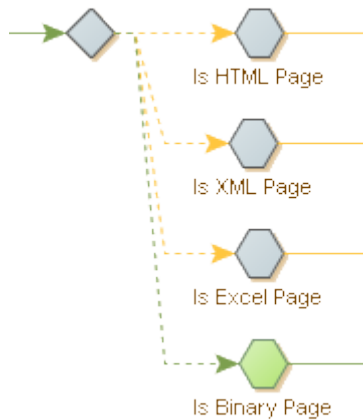 Is HTML Page
Is XML Page
Is Excel Page
Is Binary Page